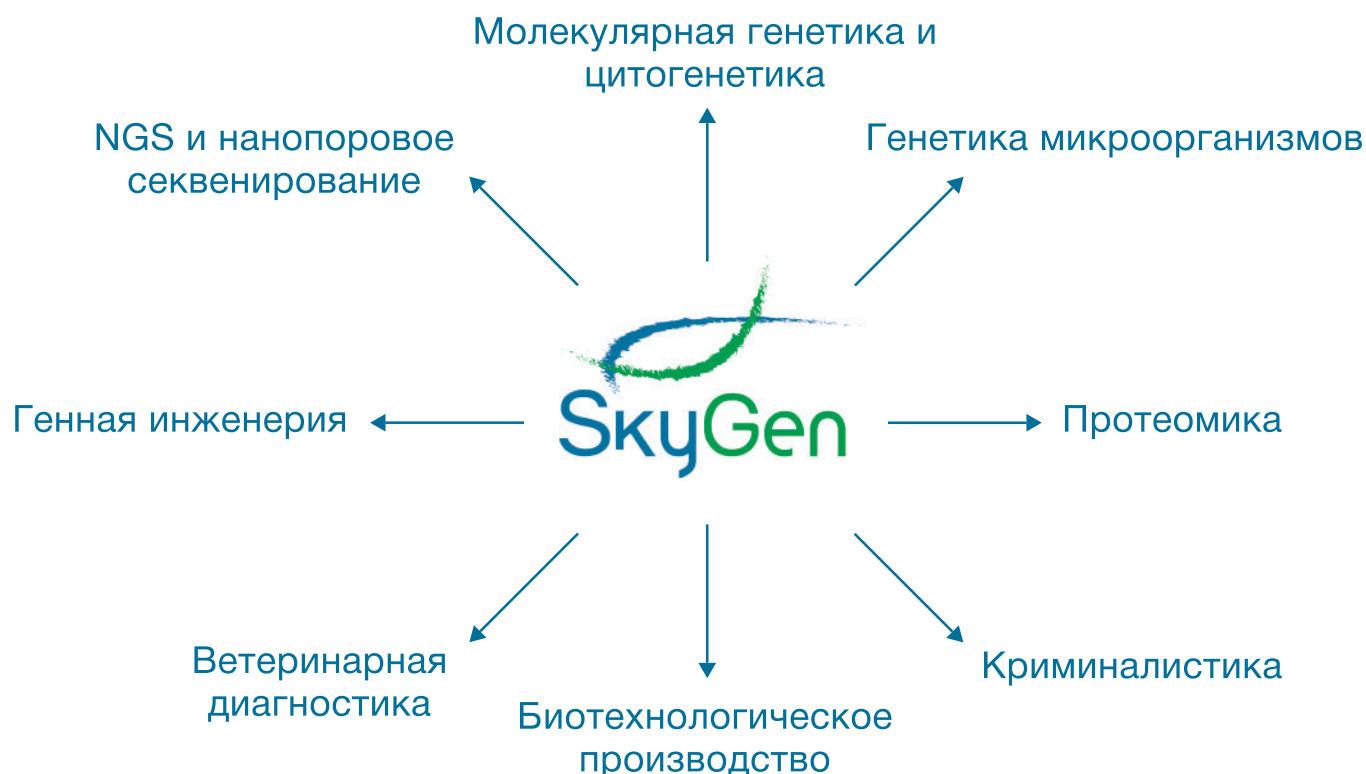 Молекулярная генетика и
цитогенетика
NGS и нанопоровое
секвенирование
Генетика микроорганизмов
SkyGen
Генная инженерия
Протеомика
Ветеринарная
диагностика
Биотехнологическое
производство
Криминалистика